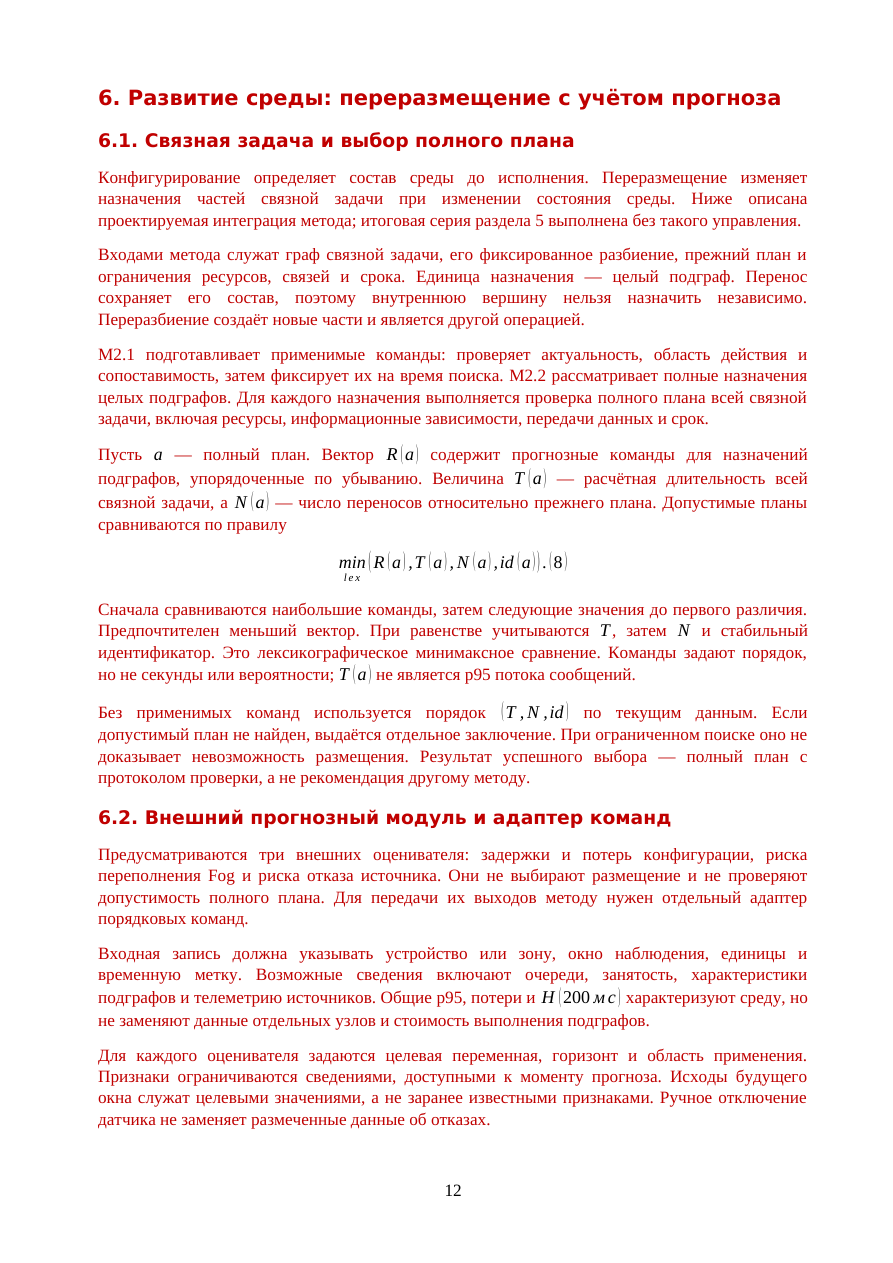 6. Развитие среды: переразмещение с учётом прогноза
6.1. Связная задача и выбор полного плана
Конфигурирование определяет состав среды до исполнения. Переразмещение изменяет
назначения частей связной задачи при изменении состояния среды. Ниже описана
проектируемая интеграция метода; итоговая серия раздела 5 выполнена без такого управления.
Входами метода служат граф связной задачи, его фиксированное разбиение, прежний план и
ограничения ресурсов, связей и срока. Единица назначения — целый подграф. Перенос
сохраняет его состав, поэтому внутреннюю вершину нельзя назначить независимо.
Переразбиение создаёт новые части и является другой операцией.
М2.1 подготавливает применимые команды: проверяет актуальность, область действия и
сопоставимость, затем фиксирует их на время поиска. М2.2 рассматривает полные назначения
целых подграфов. Для каждого назначения выполняется проверка полного плана всей связной
задачи, включая ресурсы, информационные зависимости, передачи данных и срок.
Пусть a — полный план. Вектор R(a) содержит прогнозные команды для назначений
подграфов, упорядоченные по убыванию. Величина T(a) — расчётная длительность всей
связной задачи, а N(a) — число переносов относительно прежнего плана. Допустимые планы
сравниваются по правилу
min(R(a),T(a),N(a),id(a)).(8)
lex
Сначала сравниваются наибольшие команды, затем следующие значения до первого различия.
Предпочтителен меньший вектор. При равенстве учитываются T, затем N и стабильный
идентификатор. Это лексикографическое минимаксное сравнение. Команды задают порядок,
но не секунды или вероятности; T(a) не является p95 потока сообщений.
Без применимых команд используется порядок (T,N,id) по текущим данным. Если
допустимый план не найден, выдаётся отдельное заключение. При ограниченном поиске оно не
доказывает невозможность размещения. Результат успешного выбора — полный план с
протоколом проверки, а не рекомендация другому методу.
6.2. Внешний прогнозный модуль и адаптер команд
Предусматриваются три внешних оценивателя: задержки и потерь конфигурации, риска
переполнения Fog и риска отказа источника. Они не выбирают размещение и не проверяют
допустимость полного плана. Для передачи их выходов методу нужен отдельный адаптер
порядковых команд.
Входная запись должна указывать устройство или зону, окно наблюдения, единицы и
временную метку. Возможные сведения включают очереди, занятость, характеристики
подграфов и телеметрию источников. Общие p95, потери и H(200 мс) характеризуют среду, но
не заменяют данные отдельных узлов и стоимость выполнения подграфов.
Для каждого оценивателя задаются целевая переменная, горизонт и область применения.
Признаки ограничиваются сведениями, доступными к моменту прогноза. Исходы будущего
окна служат целевыми значениями, а не заранее известными признаками. Ручное отключение
датчика не заменяет размеченные данные об отказах.
12